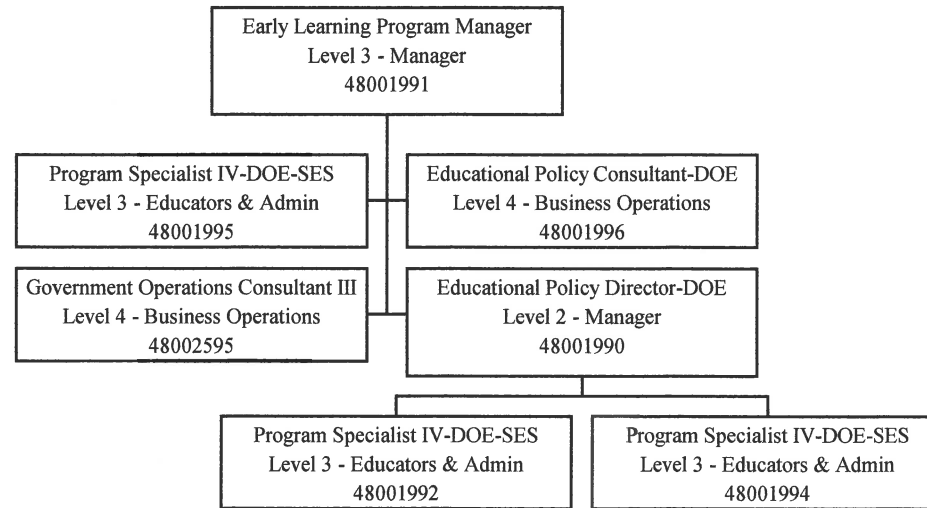 Early Learning Program Manager
Level 3 - Manager
48001991
Program Specialist IV-DOE-SES
Level 3 - Educators & Admin
48001995
Educational Policy Consultant-DOE
Level 4 - Business Operations
48001996
Government Operations Consultant III
Level 4 - Business Operations
48002595
Educational Policy Director-DOE
Level 2 - Manager
48001990
Program Specialist IV-DOE-SES
Level 3 - Educators & Admin
48001992
Program Specialist IV-DOE-SES
Level 3 - Educators & Admin
48001994